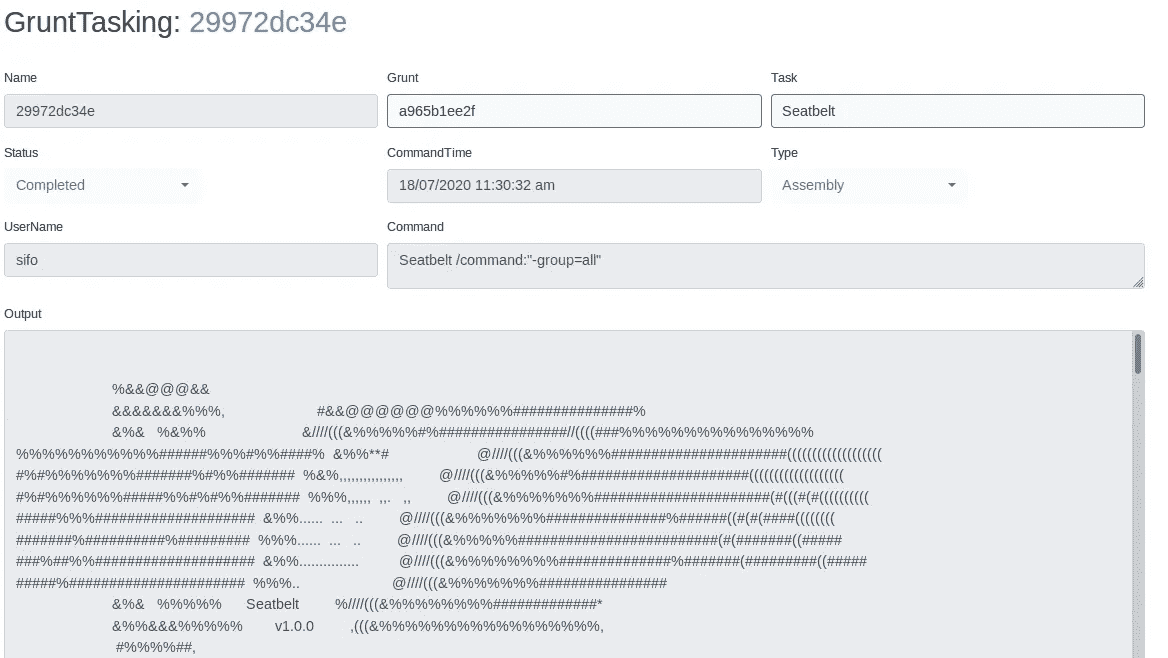 GruntTasking: 29972dc34e
Name Grunt Task
29972dc34e a965b1ee2f Seatbelt
Status CommandTime Type
Completed 18/07/2020 11:30:32 am Assembly
UserName Command
sifo Seatbelt /command:"-group=all"
Output
%&&@@@&&
&&&&&&&%%%,                       #&&@@@@@@%%%%%%###############%
&%&   %&%%                        &////(((&%%%%%#%################//((((###%%%%%%%%%%%%%%%
%%%%%%%%%%%######%%%#%%####%  &%%**#                      @////(((&%%%%%%######################((((((((((((((((((
#%#%%%%%%%#######%#%%#######  %&%,,,,,,,,,,,,,,,,         @////(((&%%%%%#%#####################((((((((((((((((((
#%#%%%%%%#####%%#%#%%#######  %%%,,,,,,  ,,.   ,,         @////(((&%%%%%%%######################(#(((#(#((((((((((
#####%%%####################  &%%......  ...   ..         @////(((&%%%%%%%###############%######((#(#(####((((((((
#######%##########%#########  %%%......  ...   ..         @////(((&%%%%%#########################(#(#######((#####
###%##%%####################  &%%...............          @////(((&%%%%%%%%##############%#######(#########((#####
#####%######################  %%%..                       @////(((&%%%%%%%################
&%&   %%%%%      Seatbelt         %////(((&%%%%%%%%#############*
&%%&&&%%%%%        v1.0.0         ,(((&%%%%%%%%%%%%%%%%%,
#%%%%##,